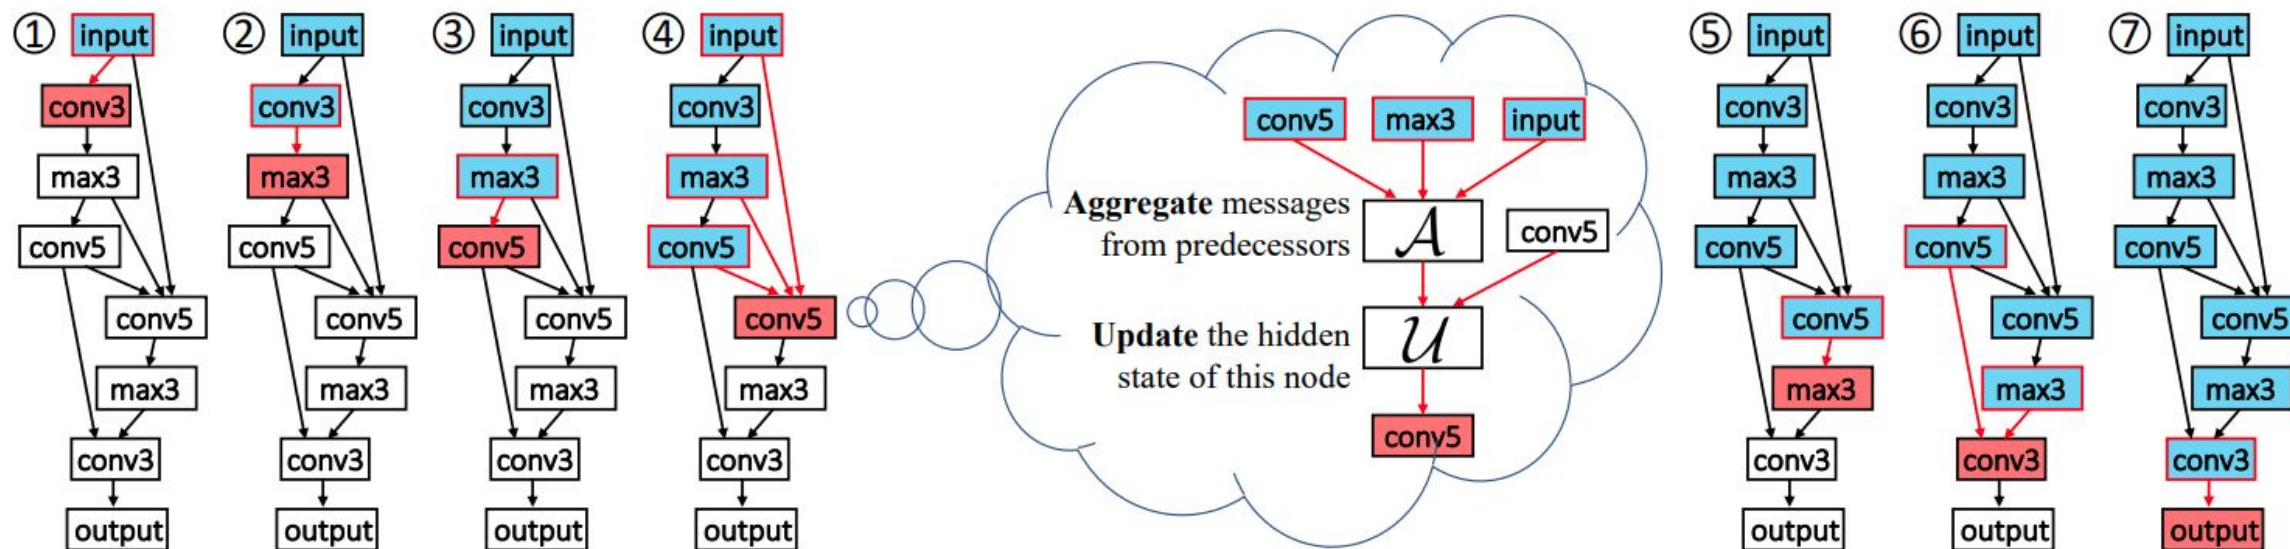 ① input
conv3
max3
conv5
conv5
max3
conv3
output
② input
conv3
max3
conv5
conv5
max3
conv3
output
③ input
conv3
max3
conv5
conv5
max3
conv3
output
④ input
conv3
max3
conv5
conv5
max3
conv3
output
conv5 max3 input
Aggregate messages
from predecessors
𝒜
conv5
Update the hidden
state of this node
𝒰
conv5
⑤ input
conv3
max3
conv5
conv5
max3
conv3
output
⑥ input
conv3
max3
conv5
conv5
max3
conv3
output
⑦ input
conv3
max3
conv5
conv5
max3
conv3
output